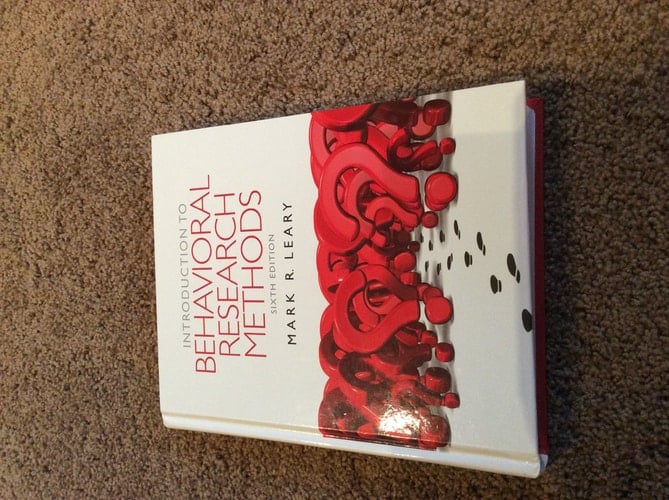 INTRODUCTION TO
BEHAVIORAL
RESEARCH
METHODS
SIXTH EDITION
MARK R. LEARY